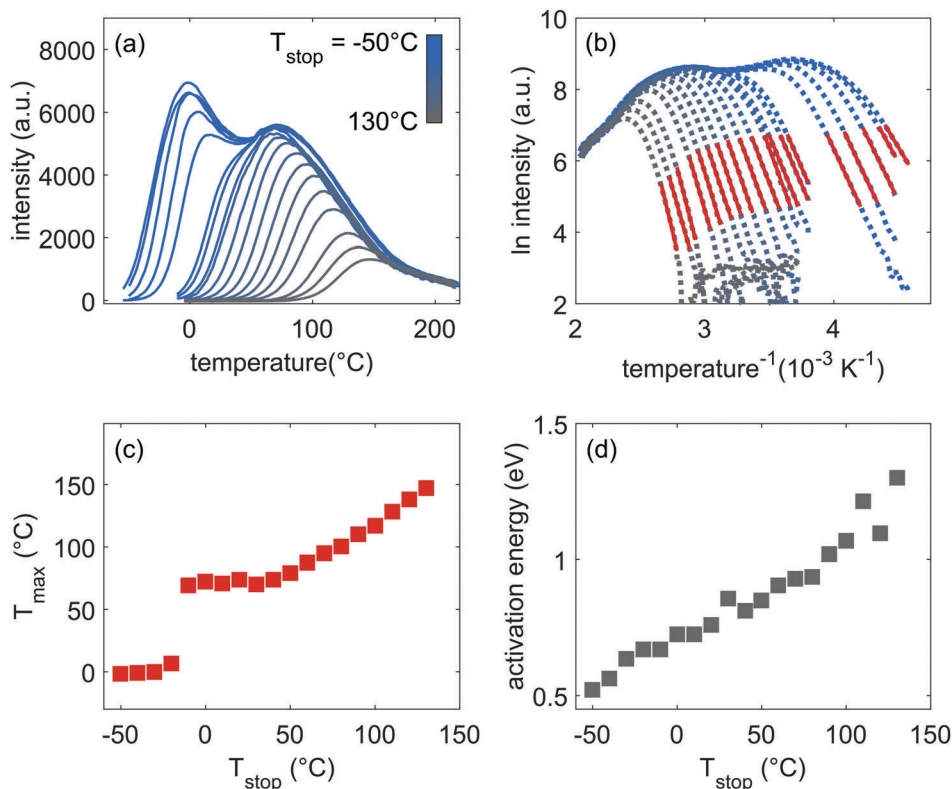 (a)
T_stop = -50°C
130°C
8000
6000
4000
2000
0
intensity (a.u.)
0
100
200
temperature(°C)
(b)
10
8
6
4
2
ln intensity (a.u.)
2
3
4
temperature⁻¹(10⁻³ K⁻¹)
(c)
150
100
50
0
T_max (°C)
-50
0
50
100
150
T_stop (°C)
(d)
1.5
1
0.5
activation energy (eV)
-50
0
50
100
150
T_stop (°C)